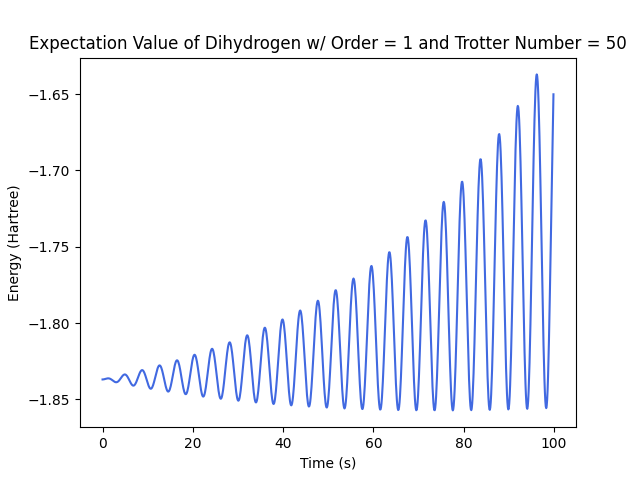 Expectation Value of Dihydrogen w/ Order = 1 and Trotter Number = 50
Energy (Hartree)
−1.65
−1.70
−1.75
−1.80
−1.85
0 20 40 60 80 100
Time (s)